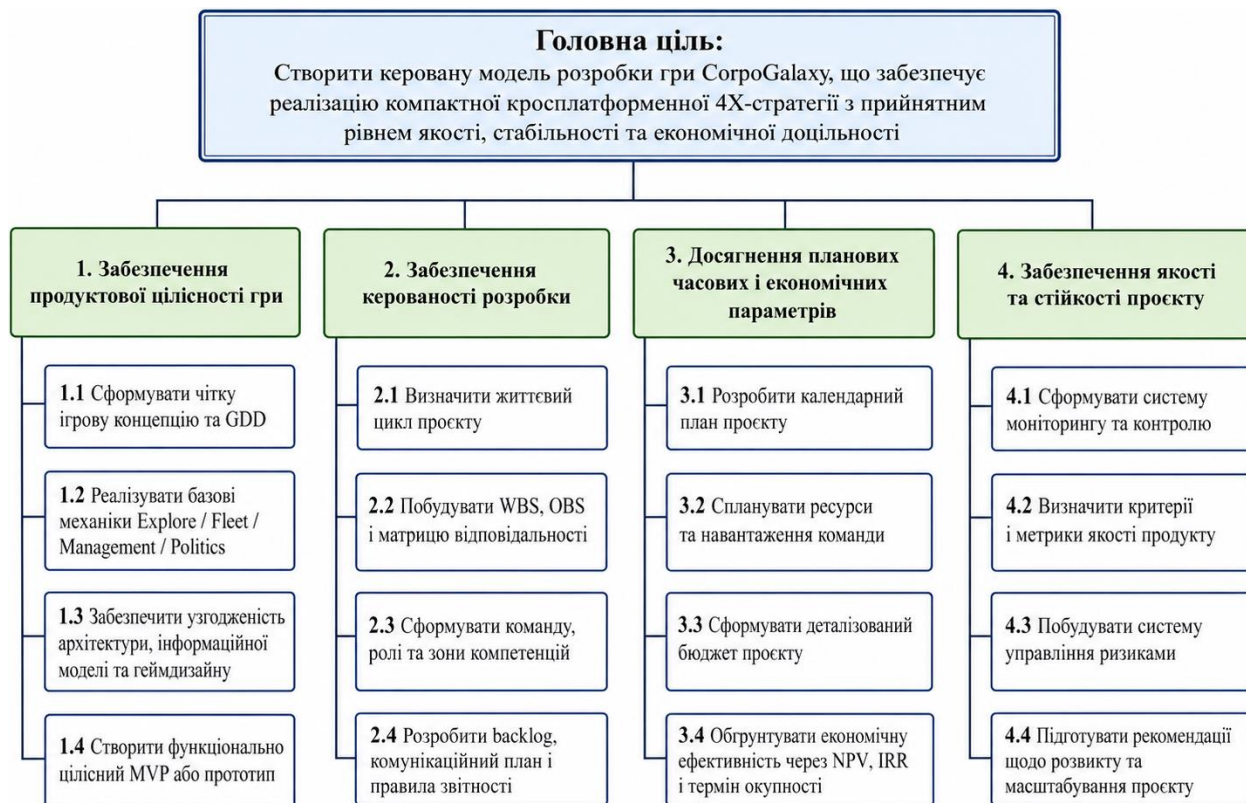 Головна ціль:
Створити керовану модель розробки гри CorpoGalaxy, що забезпечує
реалізацію компактної кросплатформенної 4X-стратегії з прийнятним
рівнем якості, стабільності та економічної доцільності
1. Забезпечення
продуктової цілісності гри
1.1 Сформувати чітку
ігрову концепцію та GDD
1.2 Реалізувати базові
механіки Explore / Fleet /
Management / Politics
1.3 Забезпечити узгодженість
архітектури, інформаційної
моделі та геймдизайну
1.4 Створити функціонально
цілісний MVP або прототип
2. Забезпечення
керованості розробки
2.1 Визначити життєвий
цикл проєкту
2.2 Побудувати WBS, OBS
і матрицю відповідальності
2.3 Сформувати команду,
ролі та зони компетенцій
2.4 Розробити backlog,
комунікаційний план і
правила звітності
3. Досягнення планових
часових і економічних
параметрів
3.1 Розробити календарний
план проєкту
3.2 Спланувати ресурси
та навантаження команди
3.3 Сформувати деталізований
бюджет проєкту
3.4 Обгрунтувати економічну
ефективність через NPV, IRR
і термін окупності
4. Забезпечення якості
та стійкості проєкту
4.1 Сформувати систему
моніторингу та контролю
4.2 Визначити критерії
і метрики якості продукту
4.3 Побудувати систему
управління ризиками
4.4 Підготувати рекомендації
щодо розвикту та
масштабування проєкту